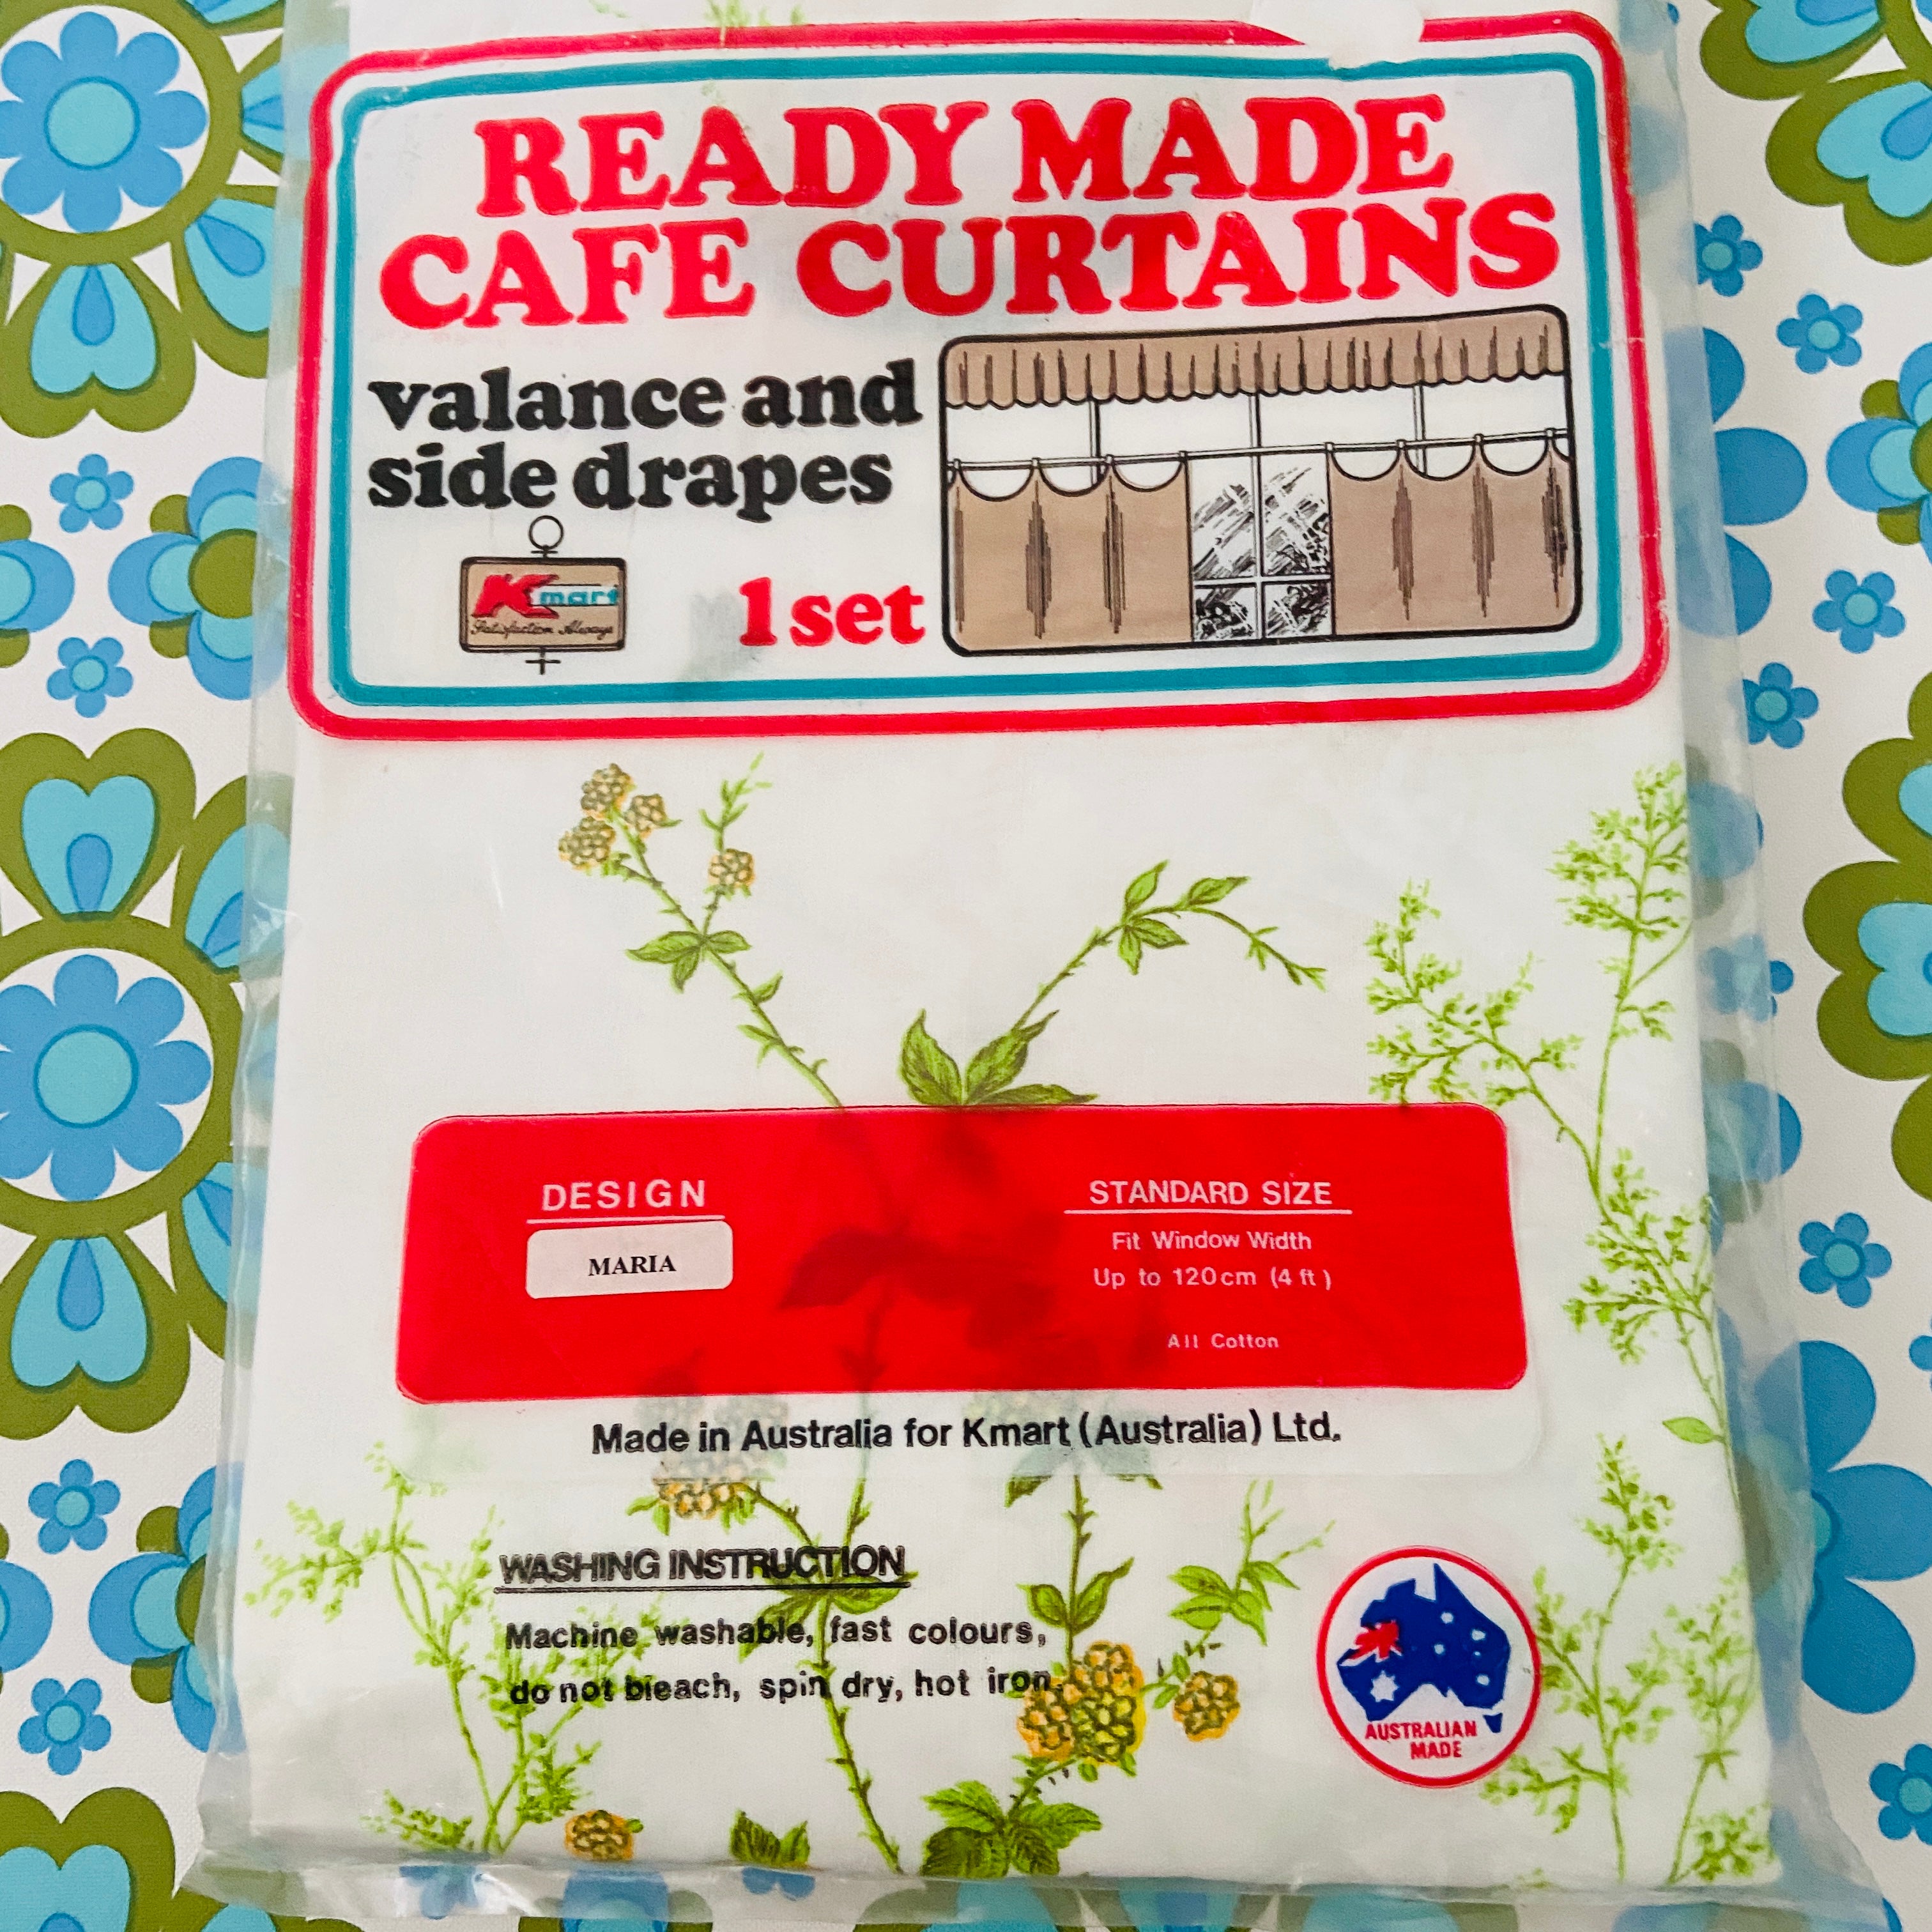 READY MADE
CAFE CURTAINS
valance and
side drapes
Kmart
Satisfaction Always
1 set
DESIGN
MARIA
STANDARD SIZE
Fit Window Width
Up to 120cm (4 ft)
All Cotton
Made in Australia for Kmart (Australia) Ltd.
WASHING INSTRUCTION
Machine washable, fast colours,
do not bleach, spin dry, hot iron.
AUSTRALIAN
MADE